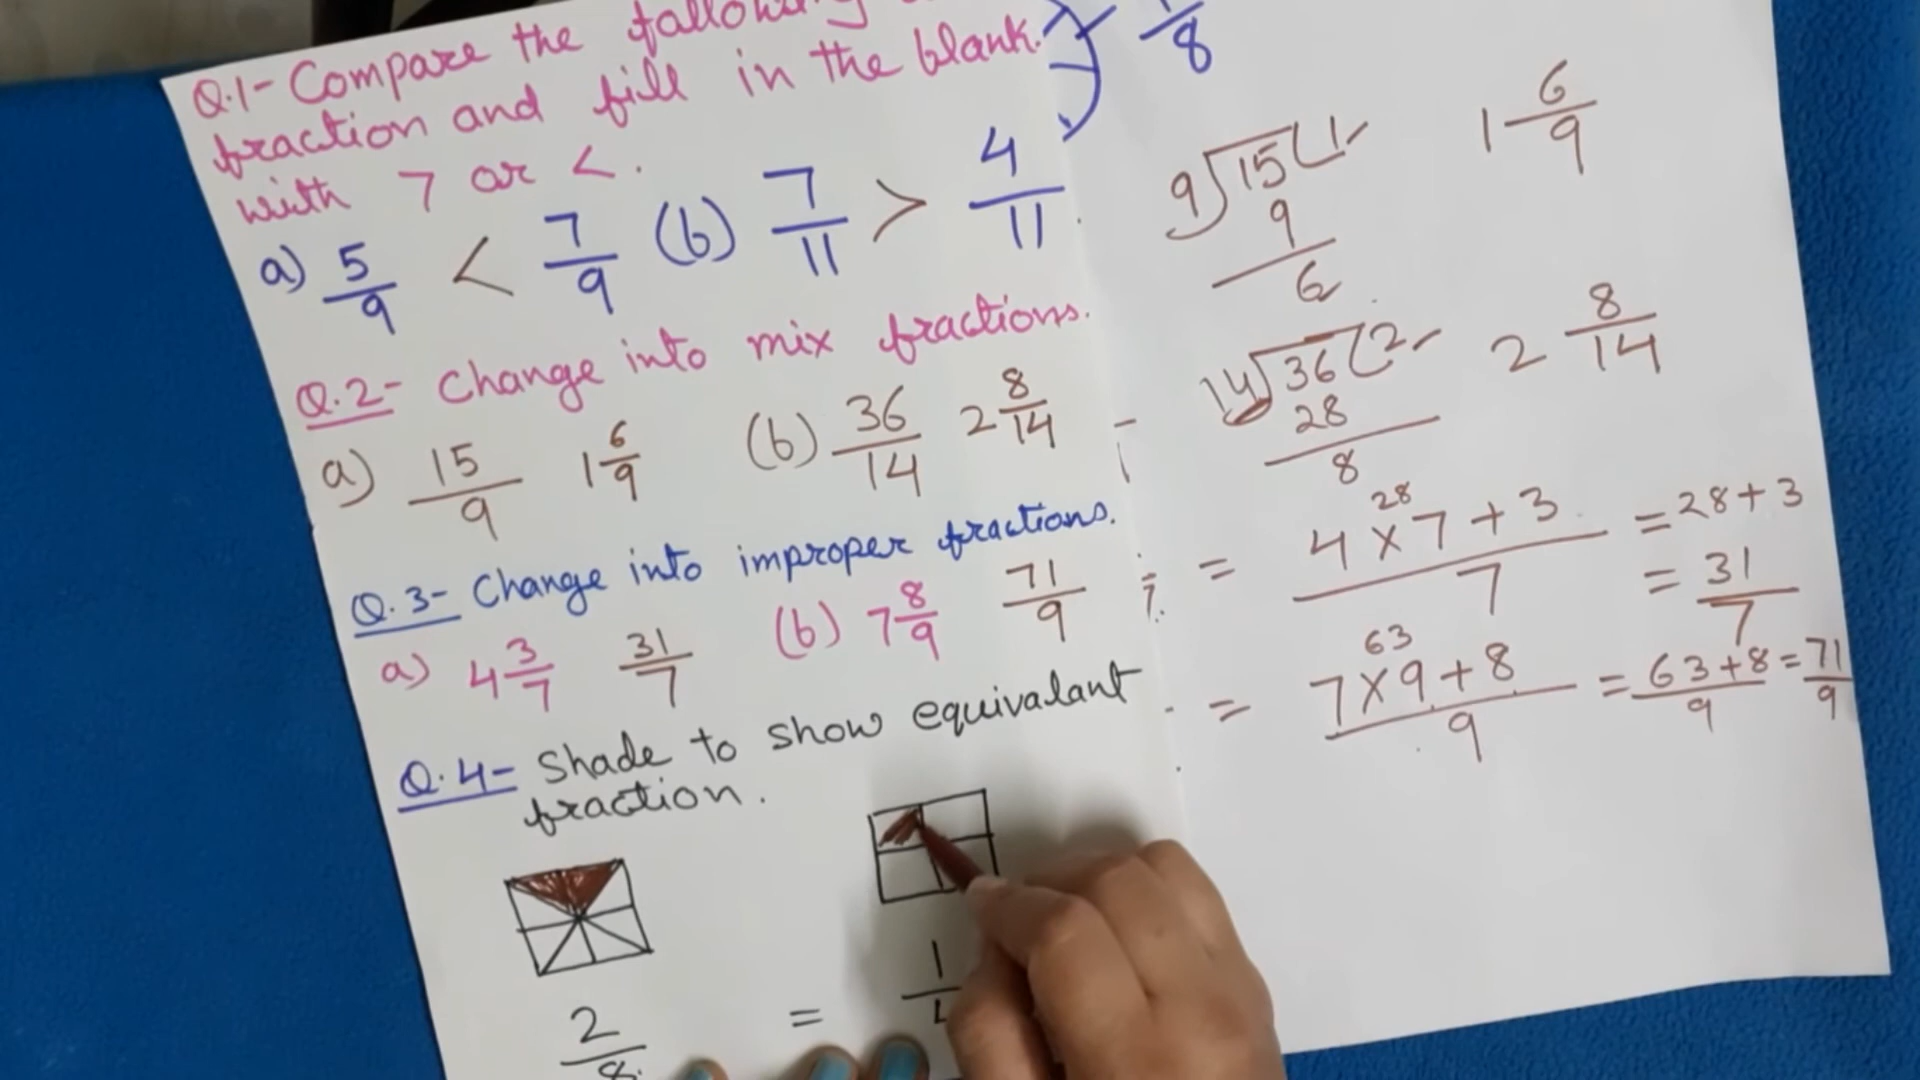 Q.1- Compare the following
fraction and fill in the blank.
with 7 or <.
a) 5/9 < 7/9 (b) 7/11 > 4/11
Q.2- Change into mix fractions.
a) 15/9 1 6/9 (b) 36/14 2 8/14
Q.3- Change into improper fractions.
a) 4 3/7 31/7 (b) 7 8/9 71/9
Q.4- Shade to show equivalant
fraction.
2/8 = 1/4
8
9)15(1
9
6
1 6/9
14)36(2
28
8
2 8/14
28
= 4×7+3/7 = 28+3
= 31/7
63
= 7×9+8/9 = 63+8/9 = 71/9